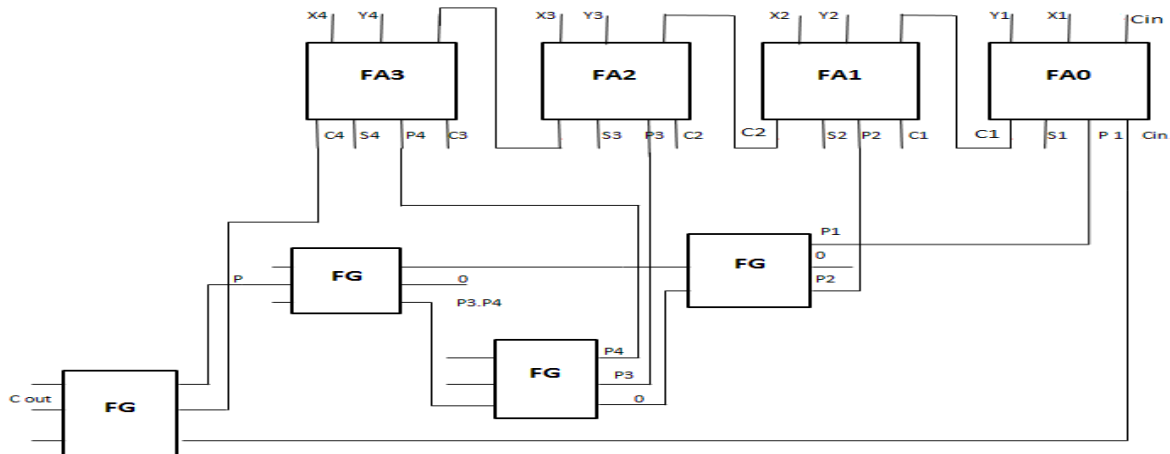 X4 Y4 X3 Y3 X2 Y2 Y1 X1 Cin
FA3 FA2 FA1 FA0
C4 S4 P4 C3 S3 P3 C2 C2 S2 P2 C1 C1 S1 P 1 Cin
P1
FG 0
P FG 0 P2
P3.P4
P4
FG P3
0
C out FG